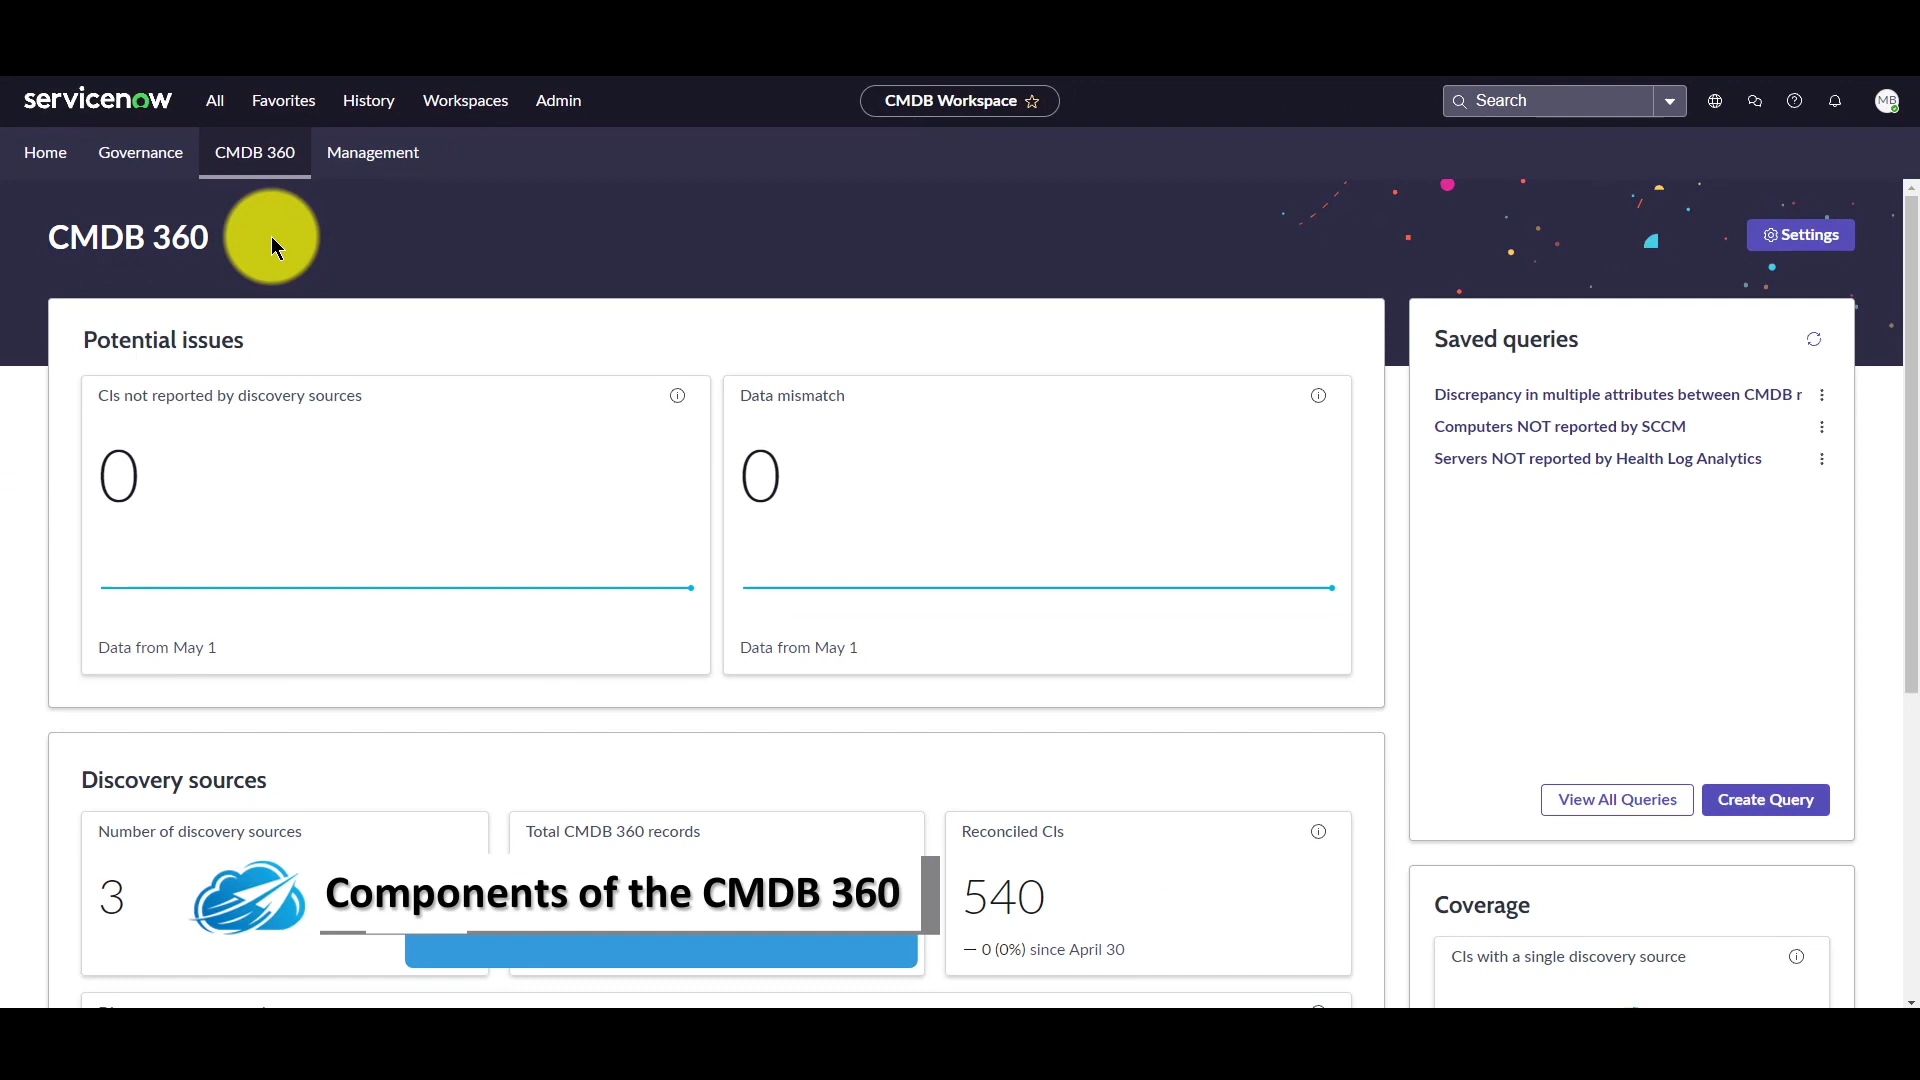 servicenow All Favorites History Workspaces Admin CMDB Workspace Search MB
Home Governance CMDB 360 Management
CMDB 360
Settings
Potential issues
CIs not reported by discovery sources
0
Data from May 1
Data mismatch
0
Data from May 1
Saved queries
Discrepancy in multiple attributes between CMDB r
Computers NOT reported by SCCM
Servers NOT reported by Health Log Analytics
View All Queries Create Query
Discovery sources
Number of discovery sources
3
Total CMDB 360 records
Components of the CMDB 360
Reconciled CIs
540
— 0 (0%) since April 30
Coverage
CIs with a single discovery source